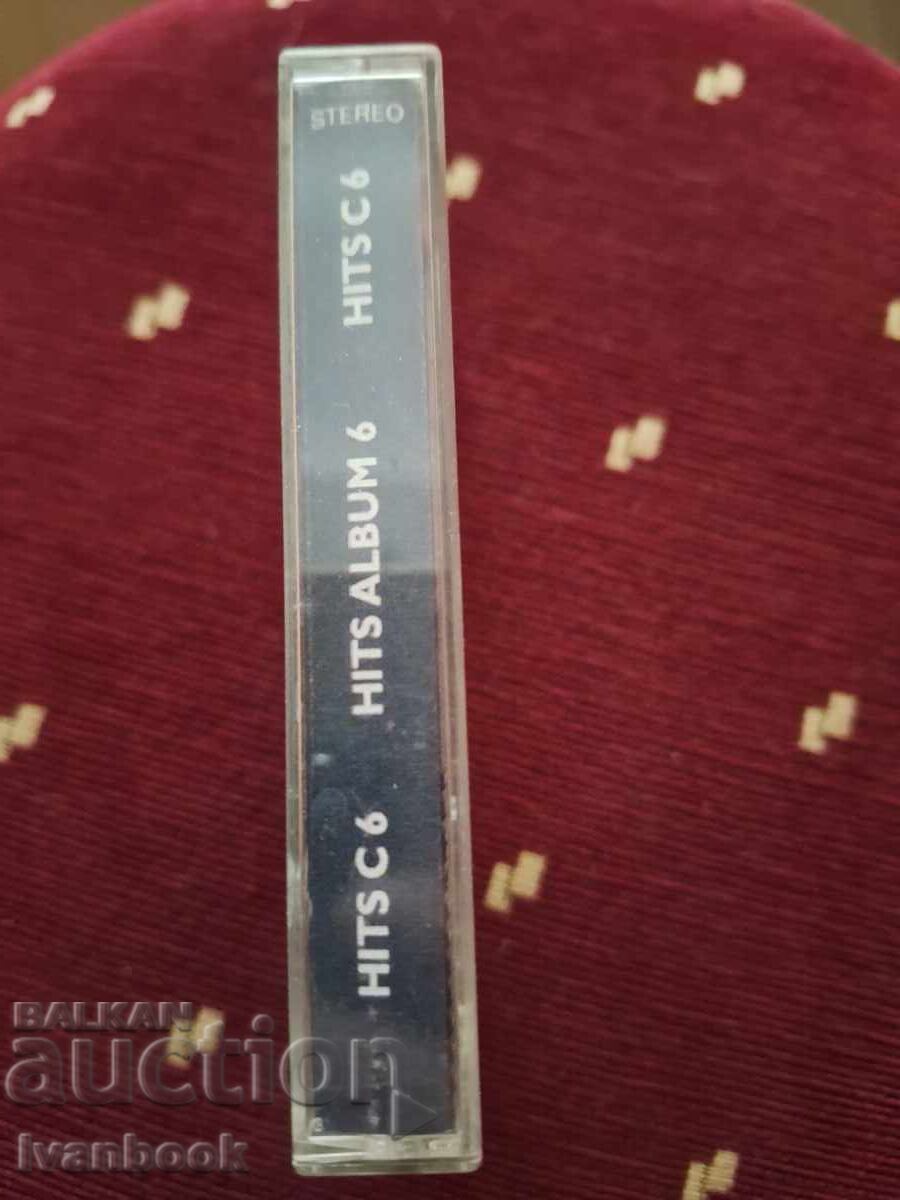 STEREO
HITS C 6
HITS ALBUM 6
HITS C 6
BALKAN
auction
Ivanbook